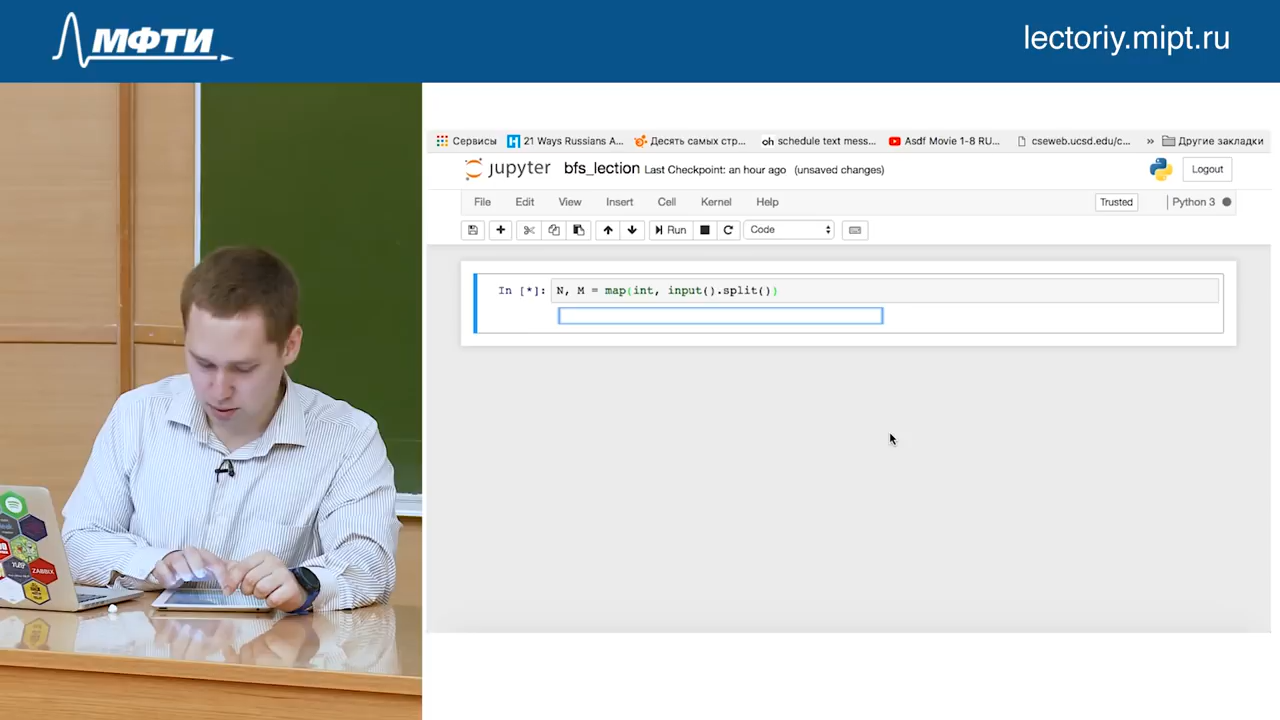 МФТИ
lectoriy.mipt.ru
Сервисы 21 Ways Russians A... Десять самых стр... oh schedule text mess... Asdf Movie 1-8 RU... cseweb.ucsd.edu/c... » Другие закладки
jupyter bfs_lection Last Checkpoint: an hour ago (unsaved changes) Logout
File Edit View Insert Cell Kernel Help Trusted Python 3
Run Code
In [*]: N, M = map(int, input().split())
ZABBIX